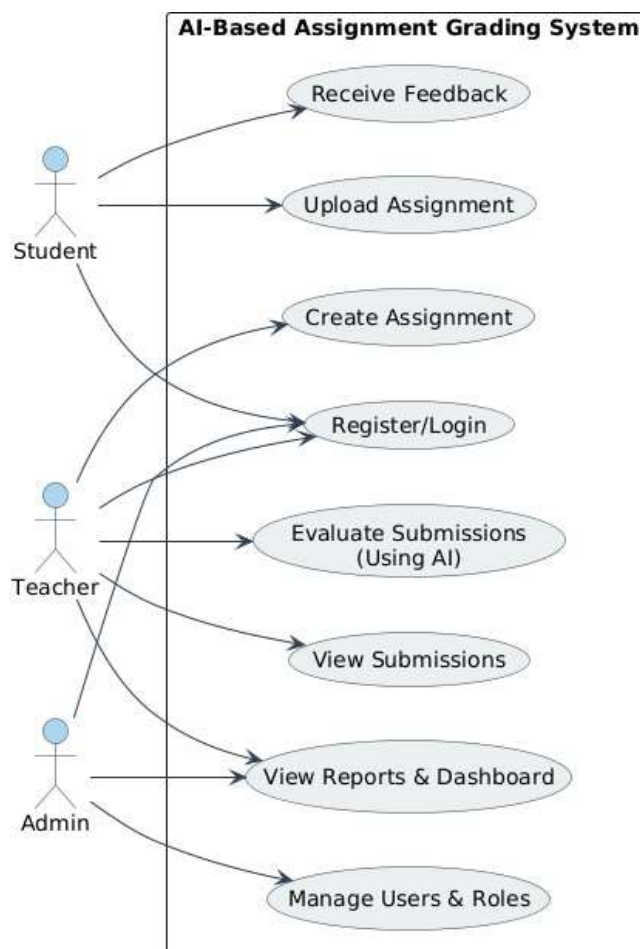 AI-Based Assignment Grading System
Receive Feedback
Upload Assignment
Student
Create Assignment
Register/Login
Evaluate Submissions
(Using AI)
Teacher
View Submissions
View Reports & Dashboard
Admin
Manage Users & Roles